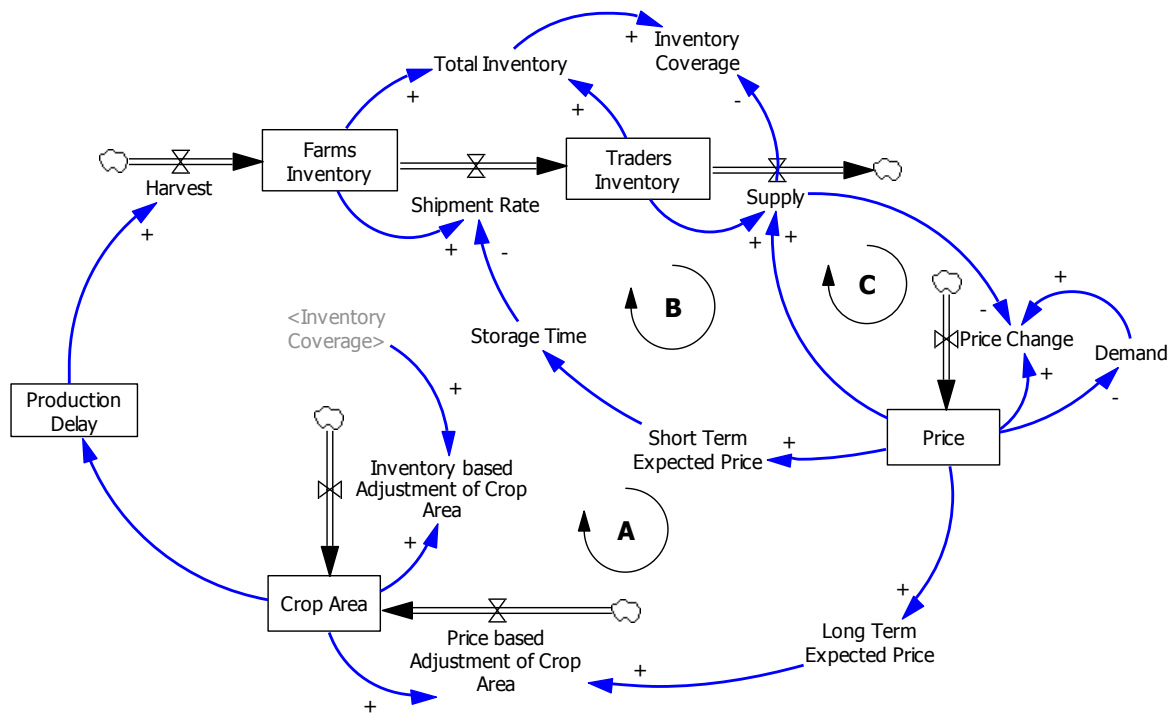 Inventory
Coverage
+
Total Inventory
+
+
-
Farms
Inventory
Traders
Inventory
Harvest
+
Shipment Rate
+
-
Supply
+
+
B
C
+
-
Price Change
+
Demand
-
<Inventory
Coverage>
Storage Time
+
Production
Delay
Short Term
Expected Price
+
Price
Inventory based
Adjustment of Crop
Area
+
A
Crop Area
+
Price based
Adjustment of Crop
Area
+
+
Long Term
Expected Price